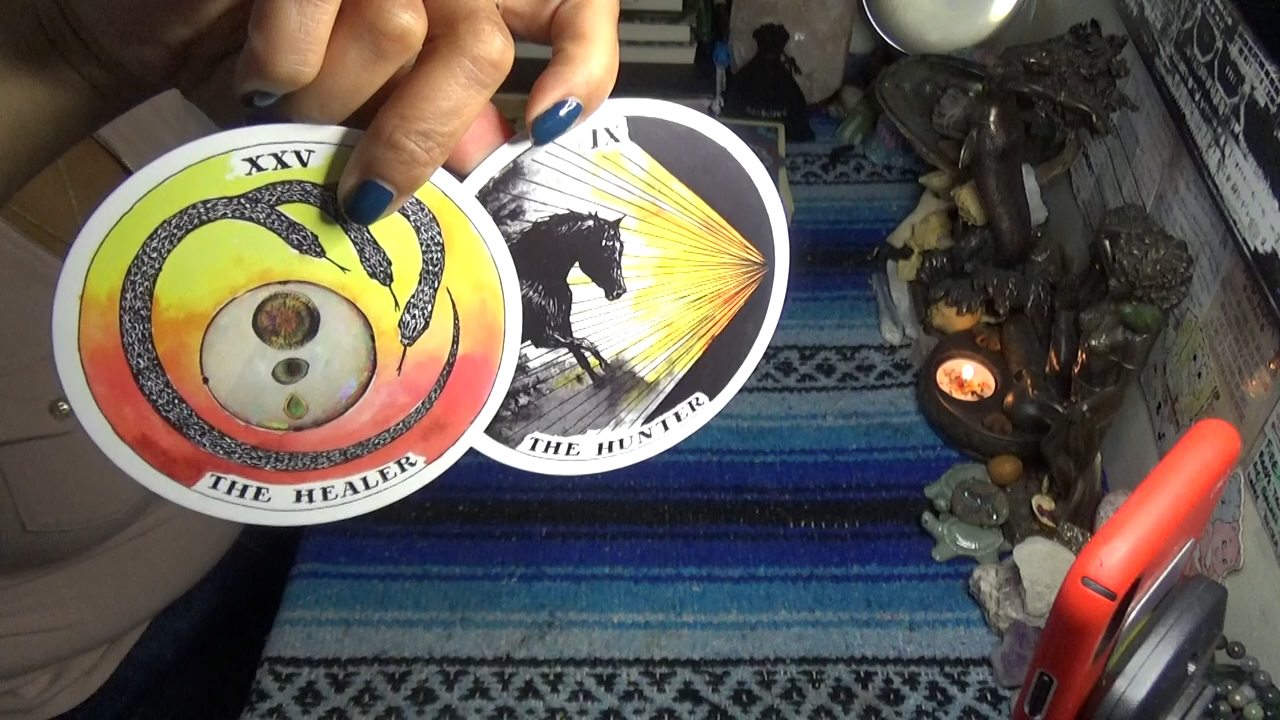 XXV
THE HEALER
IX
THE HUNTER